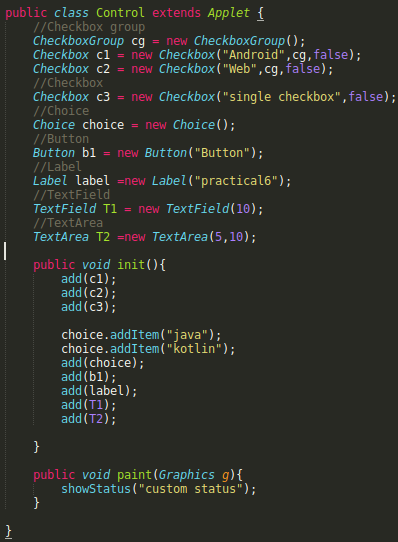 public class Control extends Applet {
    //Checkbox group
    CheckboxGroup cg = new CheckboxGroup();
    Checkbox c1 = new Checkbox("Android",cg,false);
    Checkbox c2 = new Checkbox("Web",cg,false);
    //Checkbox
    Checkbox c3 = new Checkbox("single checkbox",false);
    //Choice
    Choice choice = new Choice();
    //Button
    Button b1 = new Button("Button");
    //Label
    Label label =new Label("practical6");
    //TextField
    TextField T1 = new TextField(10);
    //TextArea
    TextArea T2 =new TextArea(5,10);

    public void init(){
        add(c1);
        add(c2);
        add(c3);

        choice.addItem("java");
        choice.addItem("kotlin");
        add(choice);
        add(b1);
        add(label);
        add(T1);
        add(T2);

    }

    public void paint(Graphics g){
        showStatus("custom status");
    }

}